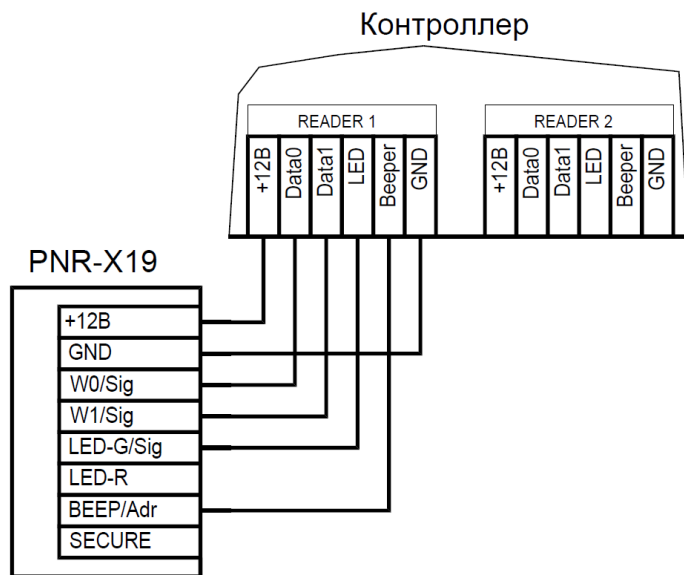 Контроллер
READER 1
READER 2
+12В
Data0
Data1
LED
Beeper
GND
+12В
Data0
Data1
LED
Beeper
GND
PNR-X19
+12В
GND
W0/Sig
W1/Sig
LED-G/Sig
LED-R
BEEP/Adr
SECURE